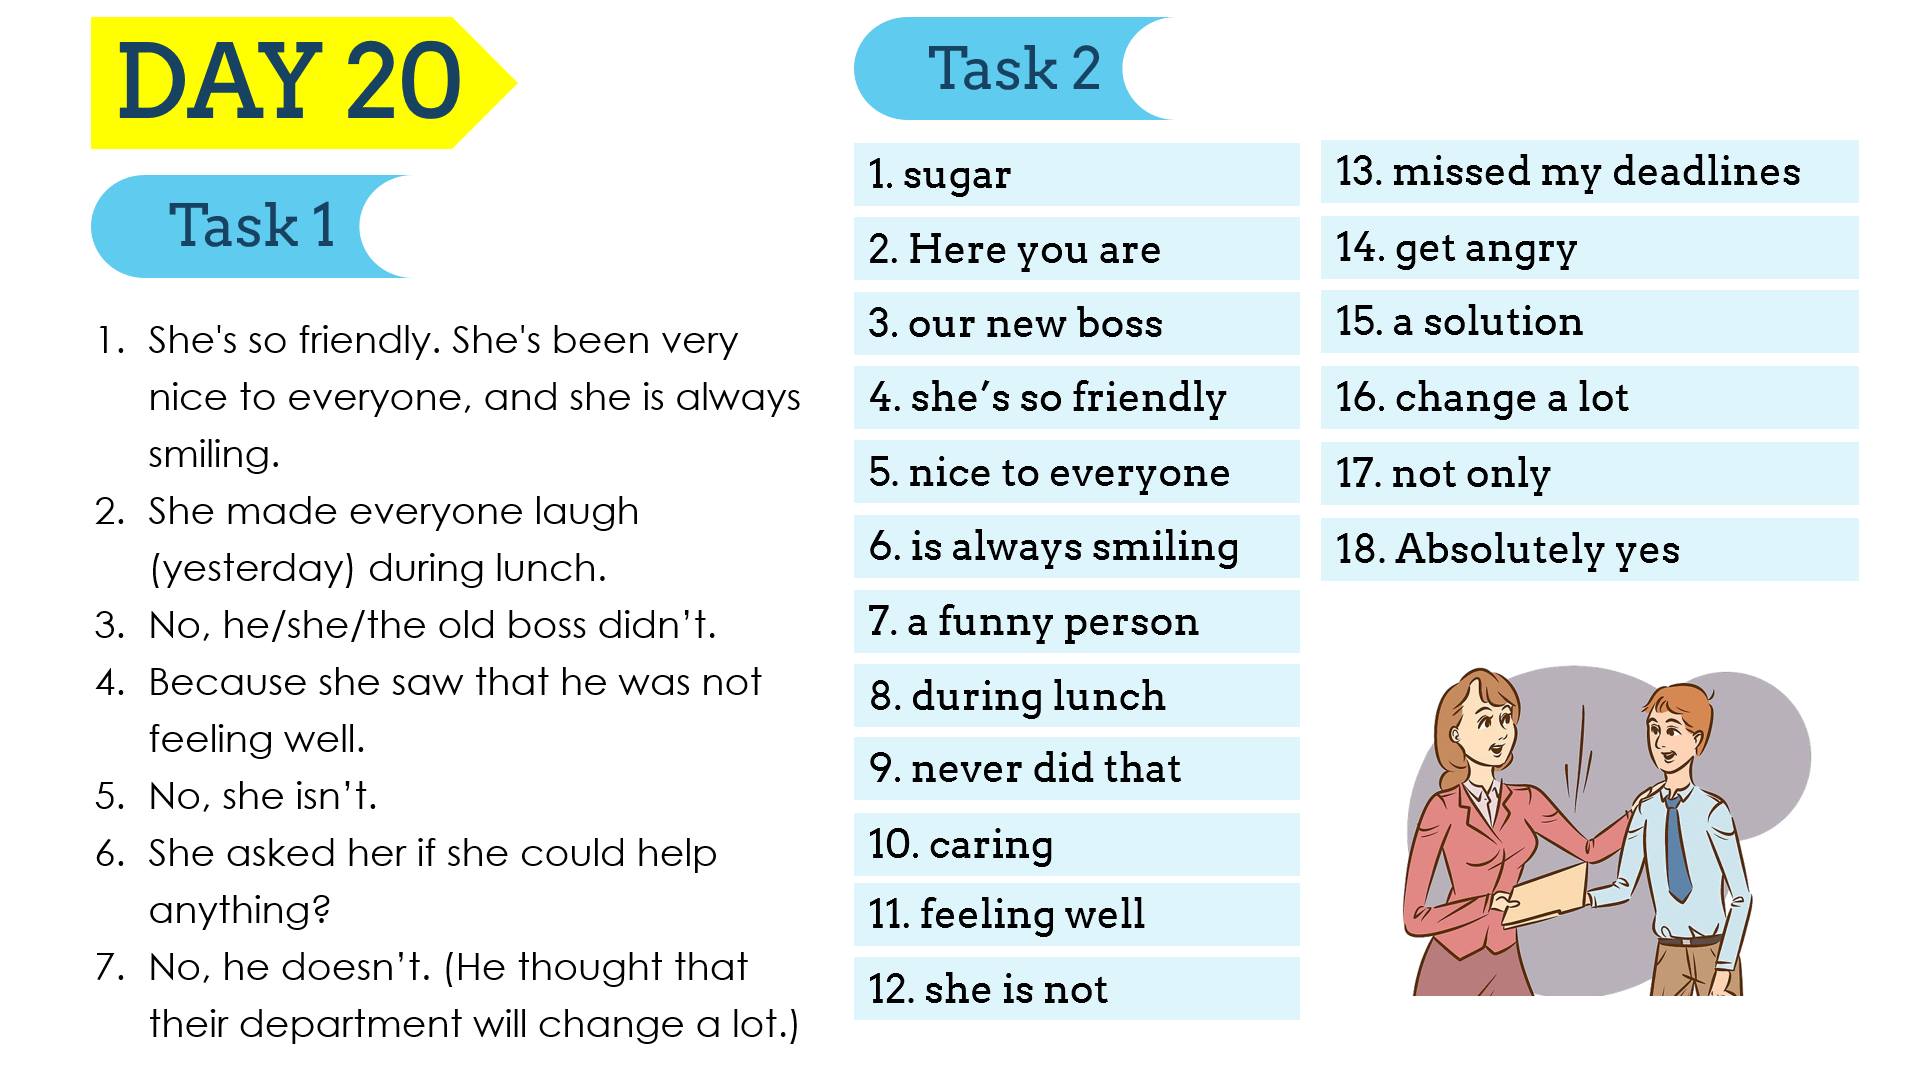 DAY 20
Task 1
1. She's so friendly. She's been very
nice to everyone, and she is always
smiling.
2. She made everyone laugh
(yesterday) during lunch.
3. No, he/she/the old boss didn’t.
4. Because she saw that he was not
feeling well.
5. No, she isn’t.
6. She asked her if she could help
anything?
7. No, he doesn’t. (He thought that
their department will change a lot.)
Task 2
1. sugar
2. Here you are
3. our new boss
4. she’s so friendly
5. nice to everyone
6. is always smiling
7. a funny person
8. during lunch
9. never did that
10. caring
11. feeling well
12. she is not
13. missed my deadlines
14. get angry
15. a solution
16. change a lot
17. not only
18. Absolutely yes